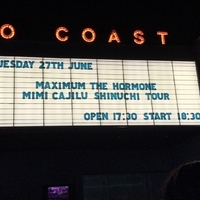 O COAST
UESDAY 27TH JUNE
MAXIMUM THE HORMONE
MIMI CAJILU SHINUCHI TOUR
OPEN 17:30 START 18:30